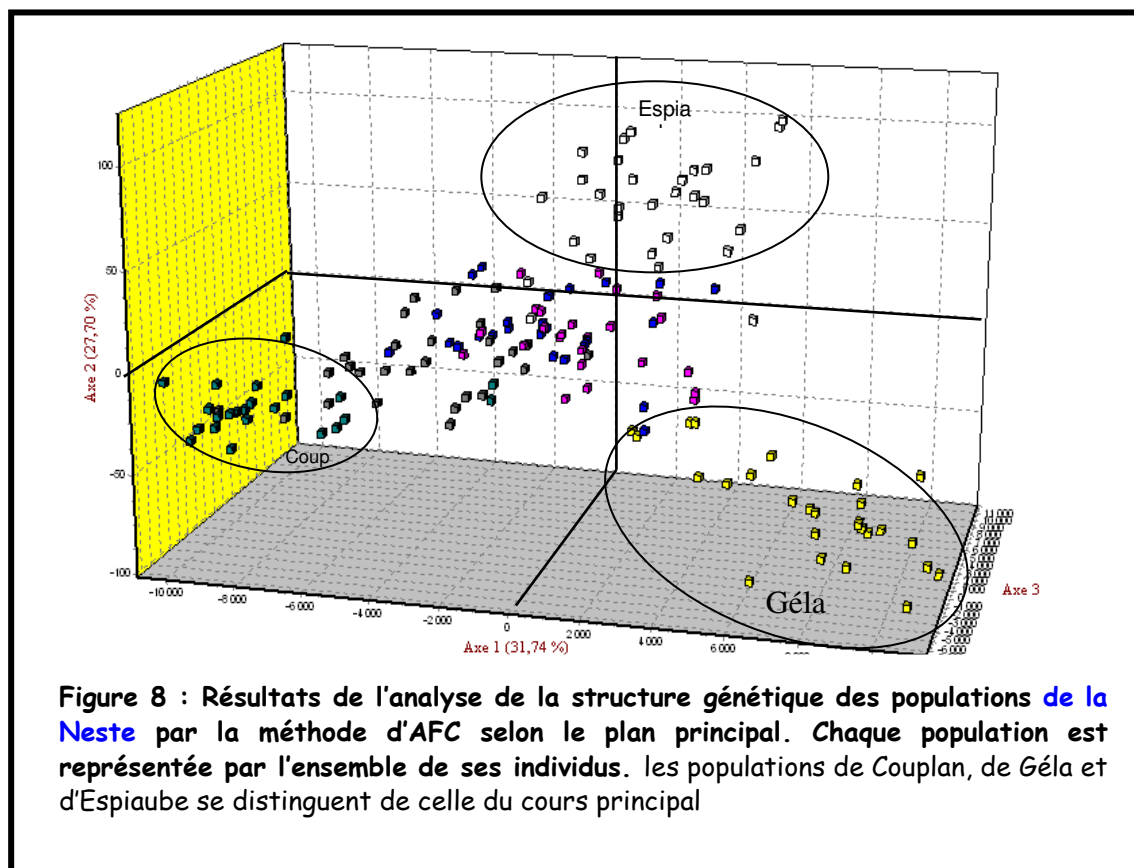 Espia
100
50
0
-50
-100
Axe 2 (27,70 %)
Coup
Géla
-10 000
-8 000
-6 000
-4 000
-2 000
0
2 000
4 000
6 000
Axe 1 (31,74 %)
Axe 3
Figure 8 : Résultats de l'analyse de la structure génétique des populations de la
Neste par la méthode d'AFC selon le plan principal. Chaque population est
représentée par l'ensemble de ses individus. les populations de Couplan, de Géla et
d'Espiaube se distinguent de celle du cours principal